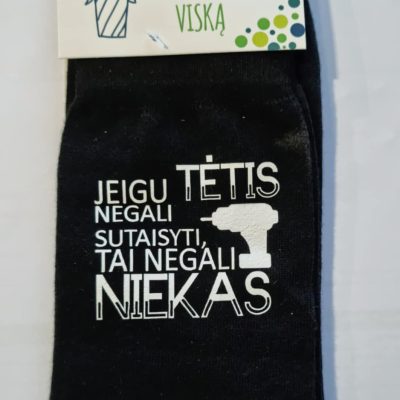 VISKĄ
JEIGU TĖTIS
NEGALI
SUTAISYTI,
TAI NEGALI
NIEKAS